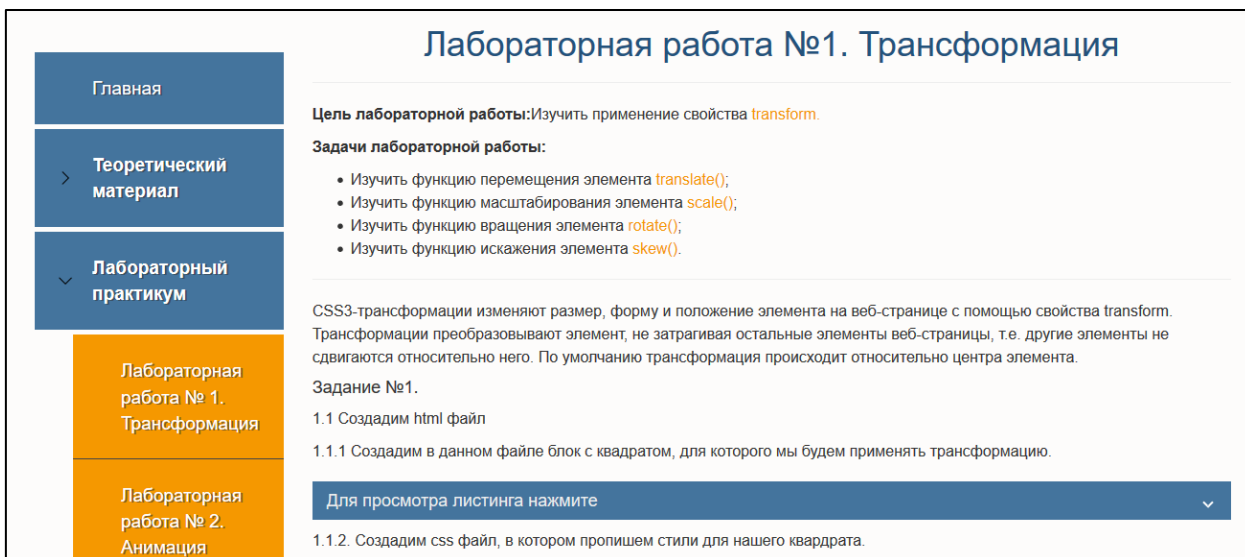 Лабораторная работа №1. Трансформация
Главная
Теоретический
материал
Лабораторный
практикум
Лабораторная
работа № 1.
Трансформация
Лабораторная
работа № 2.
Анимация
Цель лабораторной работы:Изучить применение свойства transform.
Задачи лабораторной работы:
• Изучить функцию перемещения элемента translate();
• Изучить функцию масштабирования элемента scale();
• Изучить функцию вращения элемента rotate();
• Изучить функцию искажения элемента skew().
CSS3-трансформации изменяют размер, форму и положение элемента на веб-странице с помощью свойства transform.
Трансформации преобразовывают элемент, не затрагивая остальные элементы веб-страницы, т.е. другие элементы не
сдвигаются относительно него. По умолчанию трансформация происходит относительно центра элемента.
Задание №1.
1.1 Создадим html файл
1.1.1 Создадим в данном файле блок с квадратом, для которого мы будем применять трансформацию.
Для просмотра листинга нажмите
1.1.2. Создадим css файл, в котором пропишем стили для нашего квардрата.